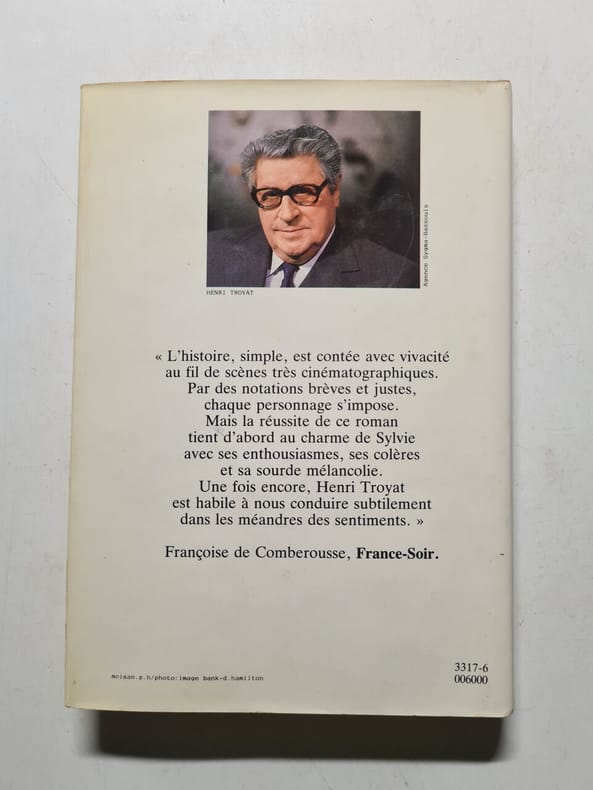 Agence Sygma-Bassouls
HENRI TROYAT
« L'histoire, simple, est contée avec vivacité
au fil de scènes très cinématographiques.
Par des notations brèves et justes,
chaque personnage s'impose.
Mais la réussite de ce roman
tient d'abord au charme de Sylvie
avec ses enthousiasmes, ses colères
et sa sourde mélancolie.
Une fois encore, Henri Troyat
est habile à nous conduire subtilement
dans les méandres des sentiments. »
Françoise de Comberousse, France-Soir.
moisan.p.h/photo:image bank-d.hamilton
3317-6
006000